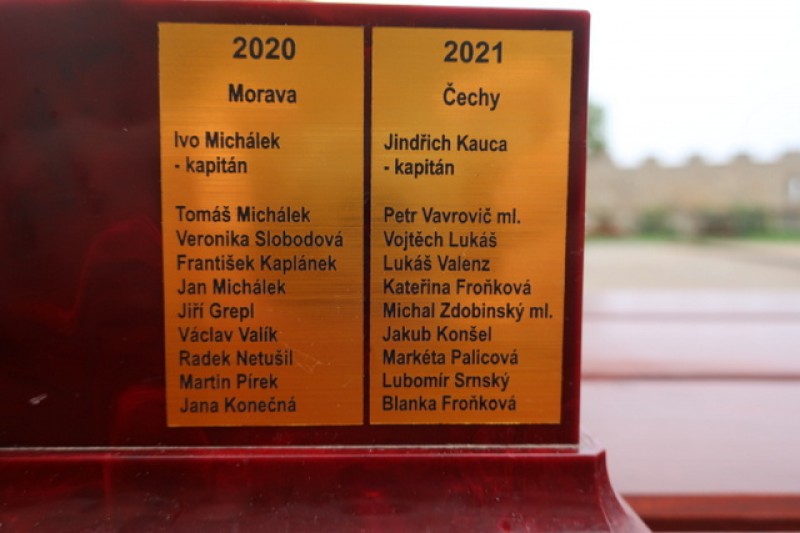 2020
Morava
Ivo Michálek
- kapitán
Tomáš Michálek
Veronika Slobodová
František Kaplánek
Jan Michálek
Jiří Grepl
Václav Valík
Radek Netušil
Martin Pírek
Jana Konečná
2021
Čechy
Jindřich Kauca
- kapitán
Petr Vavrovič ml.
Vojtěch Lukáš
Lukáš Valenz
Kateřina Froňková
Michal Zdobinský ml.
Jakub Konšel
Markéta Palicová
Lubomír Srnský
Blanka Froňková